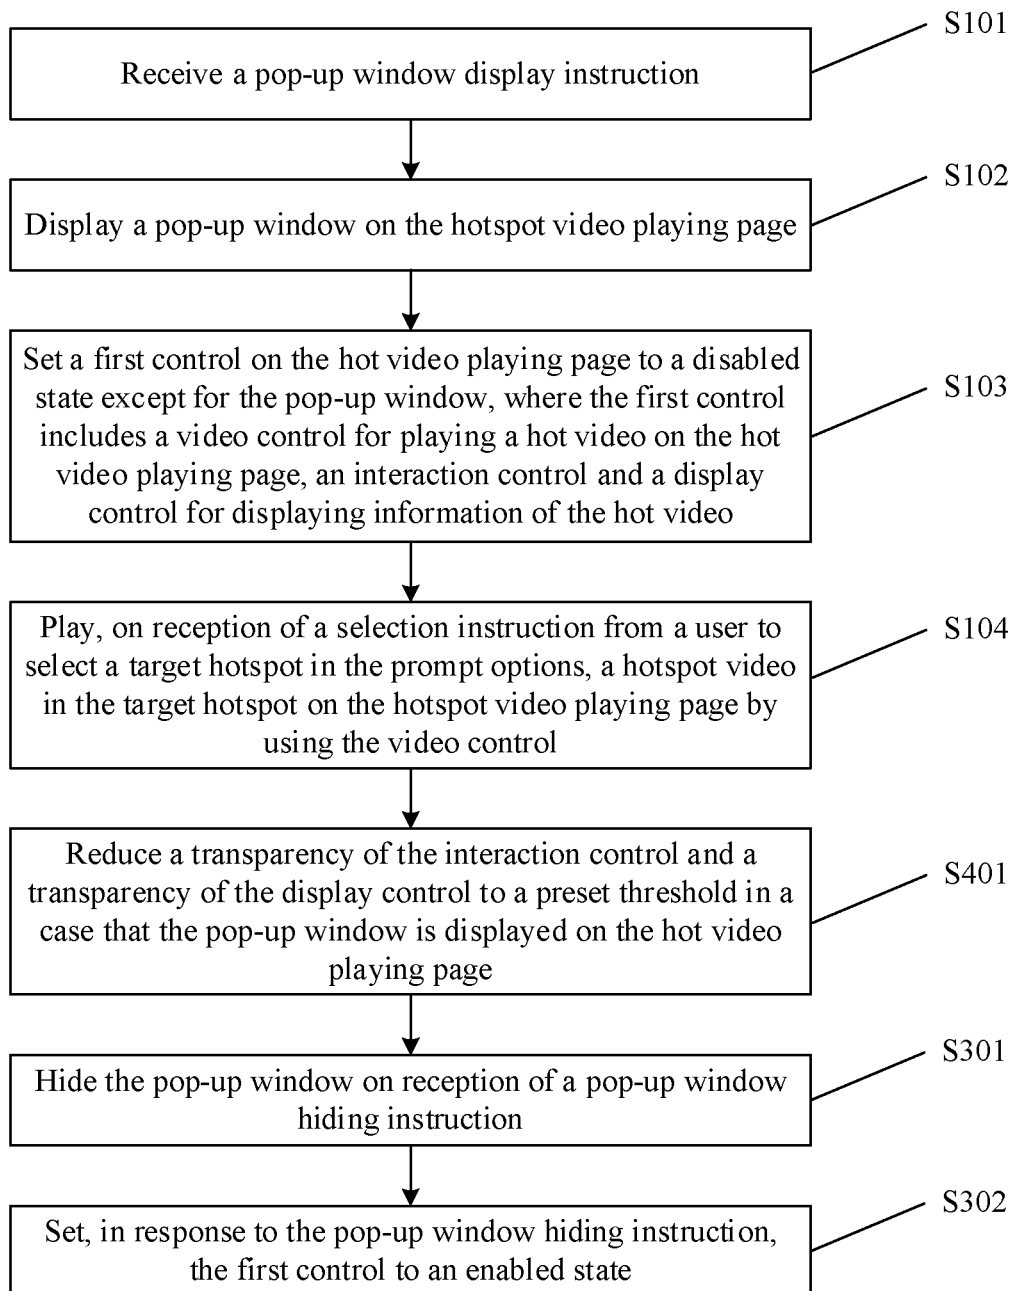 S101
Receive a pop-up window display instruction
S102
Display a pop-up window on the hotspot video playing page
Set a first control on the hot video playing page to a disabled
state except for the pop-up window, where the first control
includes a video control for playing a hot video on the hot
video playing page, an interaction control and a display
control for displaying information of the hot video
S103
Play, on reception of a selection instruction from a user to
select a target hotspot in the prompt options, a hotspot video
in the target hotspot on the hotspot video playing page by
using the video control
S104
Reduce a transparency of the interaction control and a
transparency of the display control to a preset threshold in a
case that the pop-up window is displayed on the hot video
playing page
S401
Hide the pop-up window on reception of a pop-up window
hiding instruction
S301
Set, in response to the pop-up window hiding instruction,
the first control to an enabled state
S302